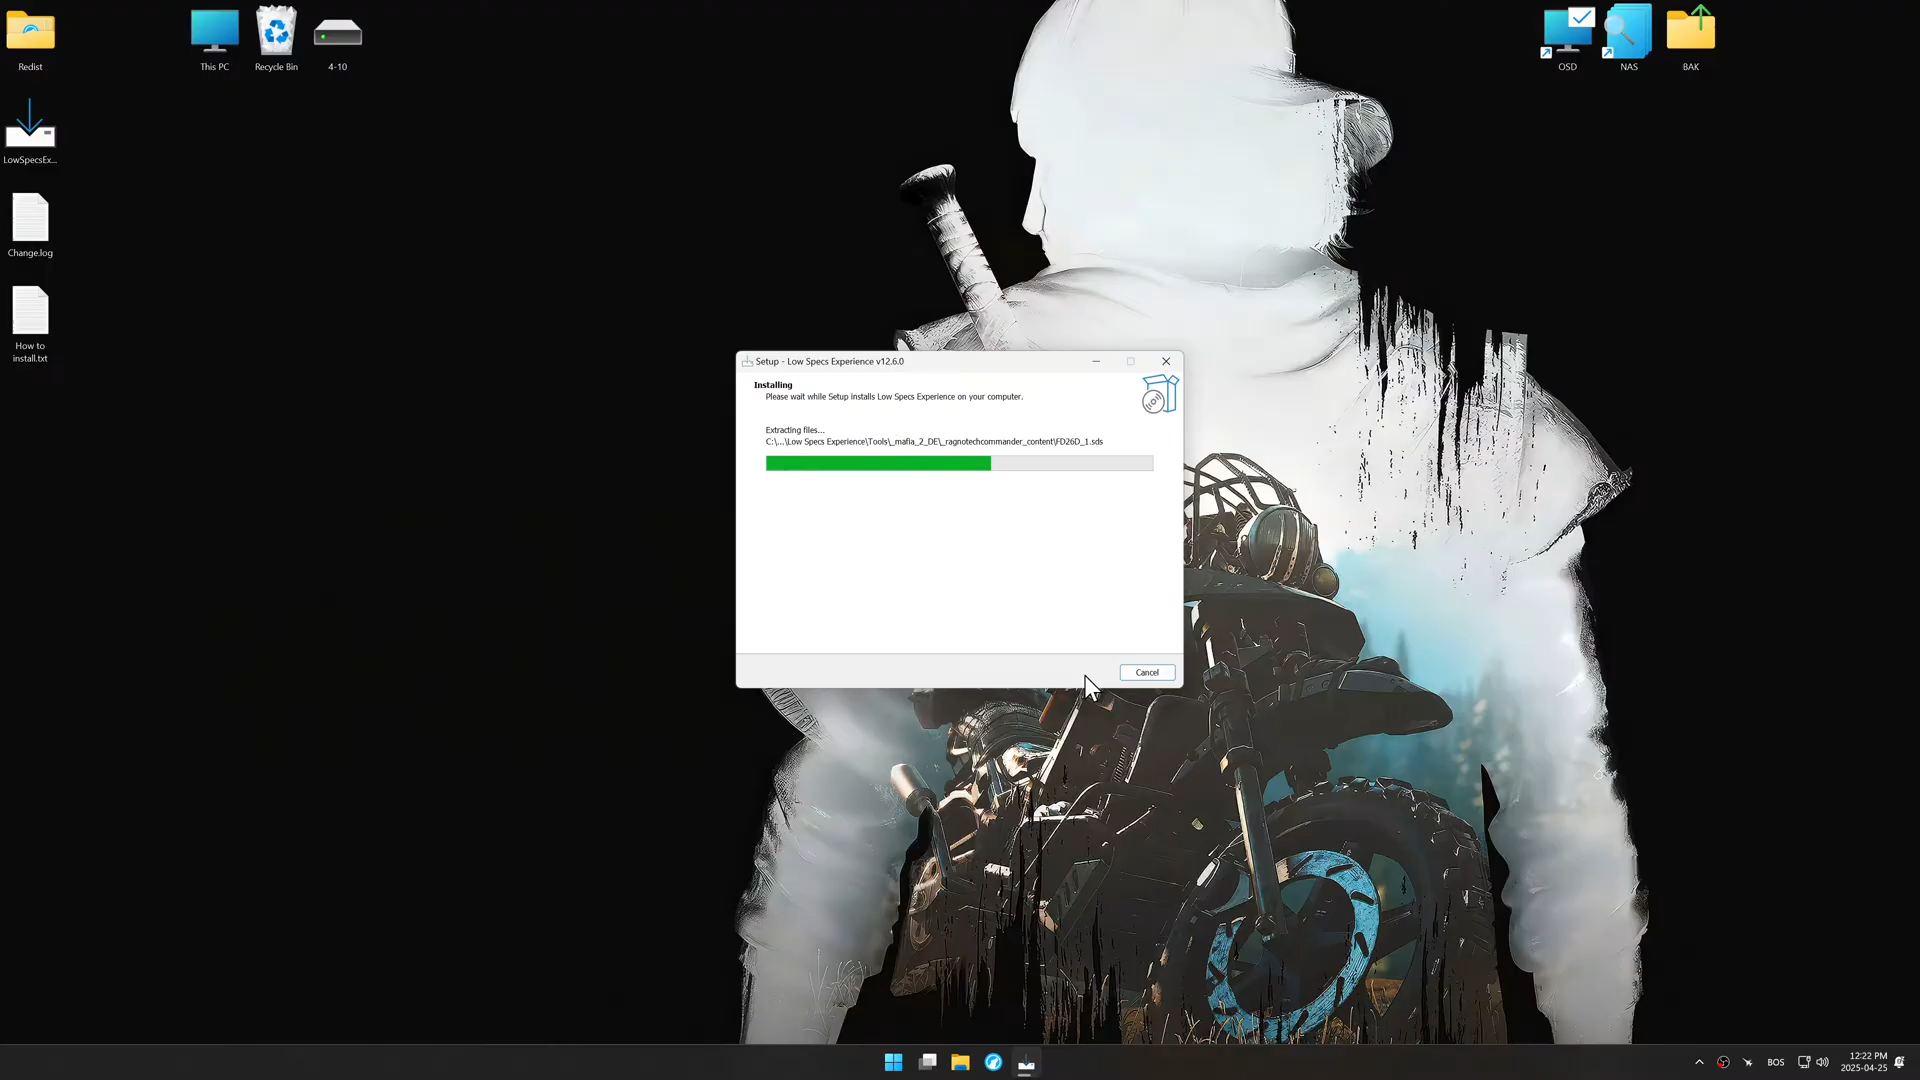 Redist
This PC
Recycle Bin
4-10
OSD
NAS
BAK
LowSpecsEx...
Change.log
How to
install.txt
Setup - Low Specs Experience v12.6.0
Installing
Please wait while Setup installs Low Specs Experience on your computer.
Extracting files...
C:\...\Low Specs Experience\Tools\_mafia_2_DE\_ragnotechcommander_content\FD26D_1.sds
Cancel
BOS
12:22 PM
2025-04-25